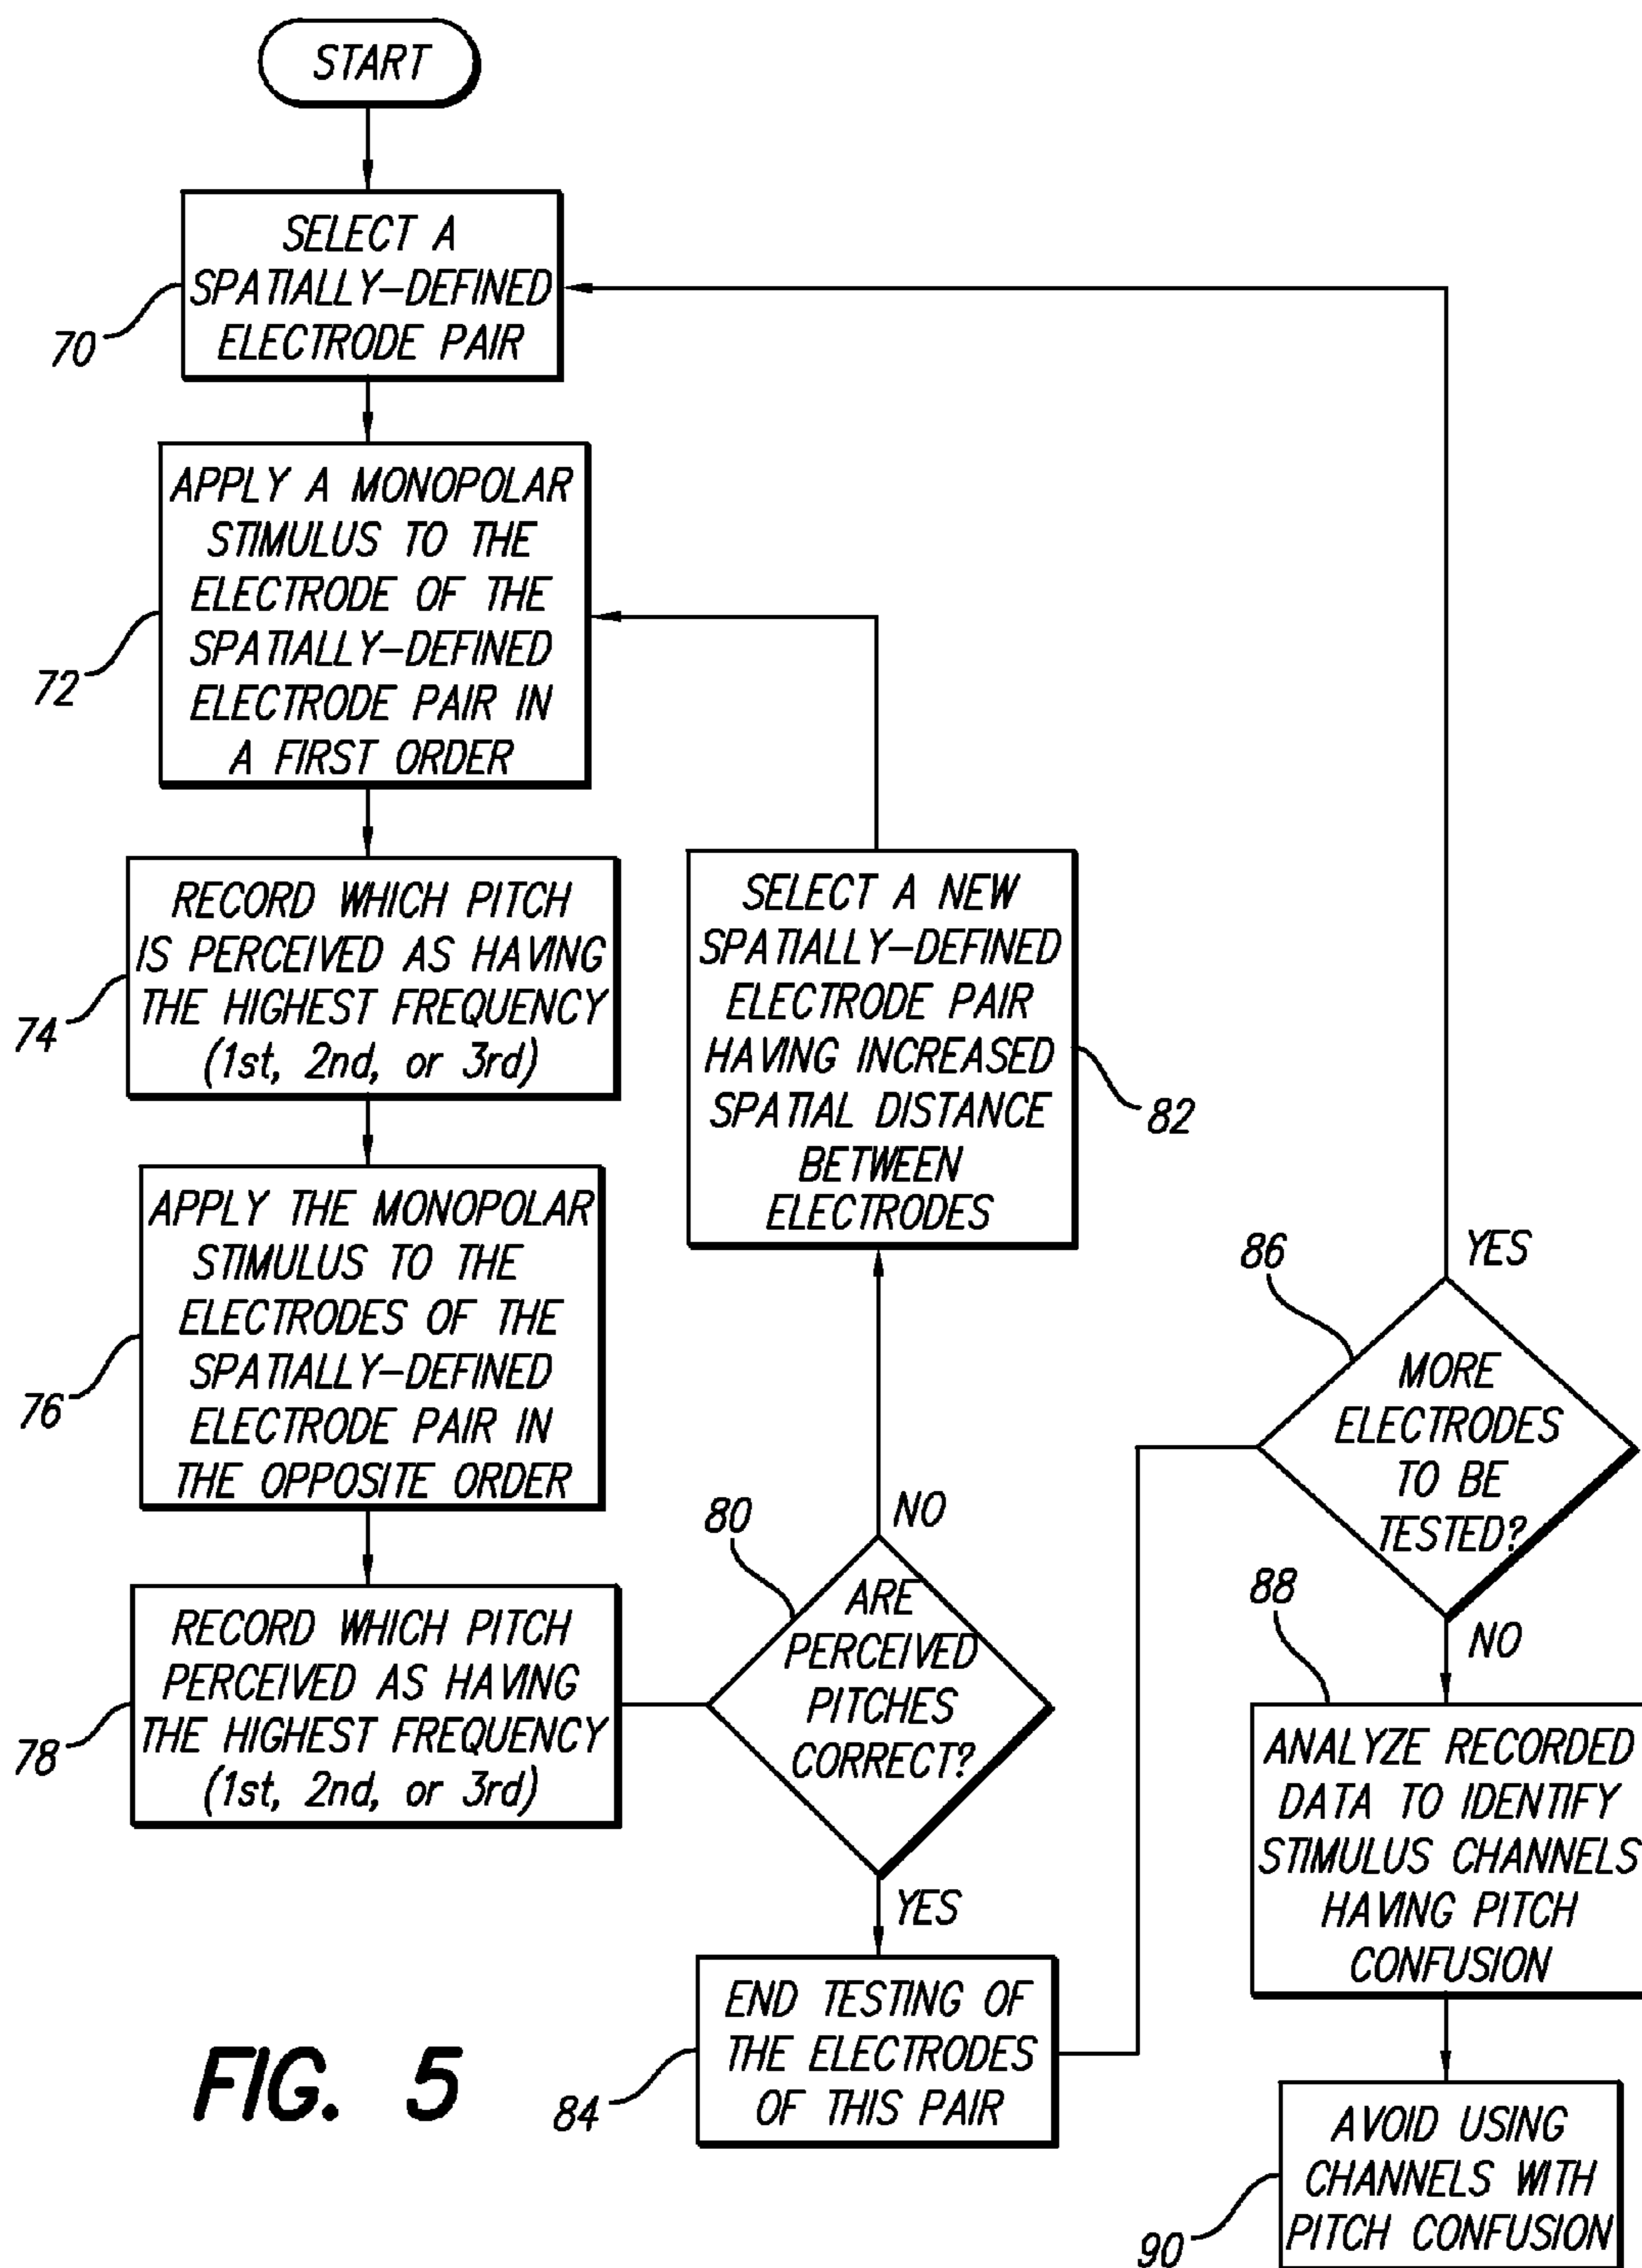 START
SELECT A
SPATIALLY-DEFINED
ELECTRODE PAIR
70
APPLY A MONOPOLAR
STIMULUS TO THE
ELECTRODE OF THE
SPATIALLY-DEFINED
ELECTRODE PAIR IN
A FIRST ORDER
72
RECORD WHICH PITCH
IS PERCEIVED AS HAVING
THE HIGHEST FREQUENCY
(1st, 2nd, or 3rd)
74
APPLY THE MONOPOLAR
STIMULUS TO THE
ELECTRODES OF THE
SPATIALLY-DEFINED
ELECTRODE PAIR IN
THE OPPOSITE ORDER
76
RECORD WHICH PITCH
PERCEIVED AS HAVING
THE HIGHEST FREQUENCY
(1st, 2nd, or 3rd)
78
80
ARE
PERCEIVED
PITCHES
CORRECT?
NO
SELECT A NEW
SPATIALLY-DEFINED
ELECTRODE PAIR
HAVING INCREASED
SPATIAL DISTANCE
BETWEEN
ELECTRODES
82
YES
END TESTING OF
THE ELECTRODES
OF THIS PAIR
84
86
MORE
ELECTRODES
TO BE
TESTED?
YES
NO
88
ANALYZE RECORDED
DATA TO IDENTIFY
STIMULUS CHANNELS
HAVING PITCH
CONFUSION
AVOID USING
CHANNELS WITH
PITCH CONFUSION
90
FIG. 5